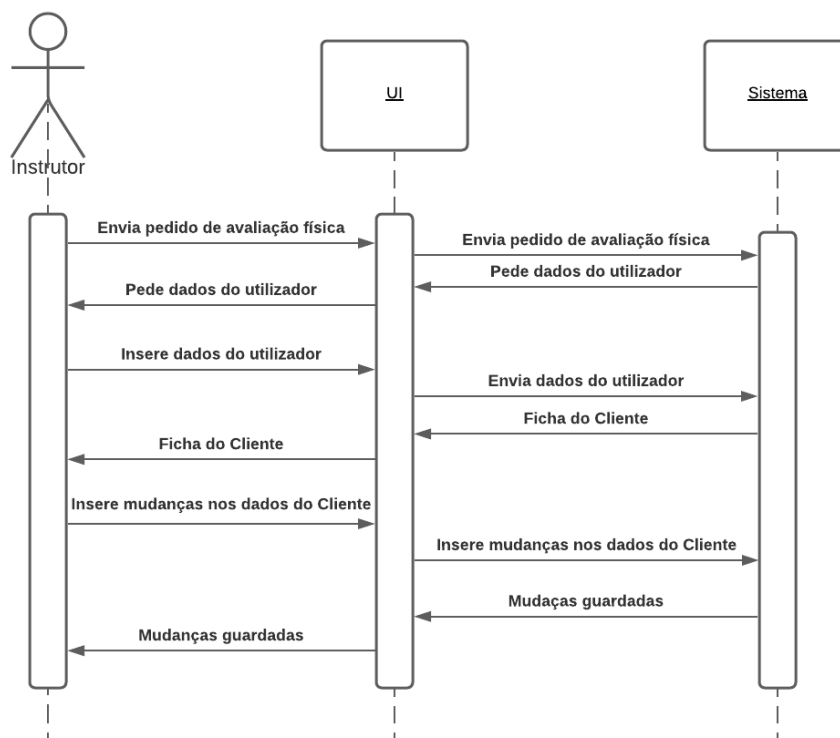 UI
Sistema
Instrutor
Envia pedido de avaliação física
Envia pedido de avaliação física
Pede dados do utilizador
Pede dados do utilizador
Insere dados do utilizador
Envia dados do utilizador
Ficha do Cliente
Ficha do Cliente
Insere mudanças nos dados do Cliente
Insere mudanças nos dados do Cliente
Mudaças guardadas
Mudanças guardadas